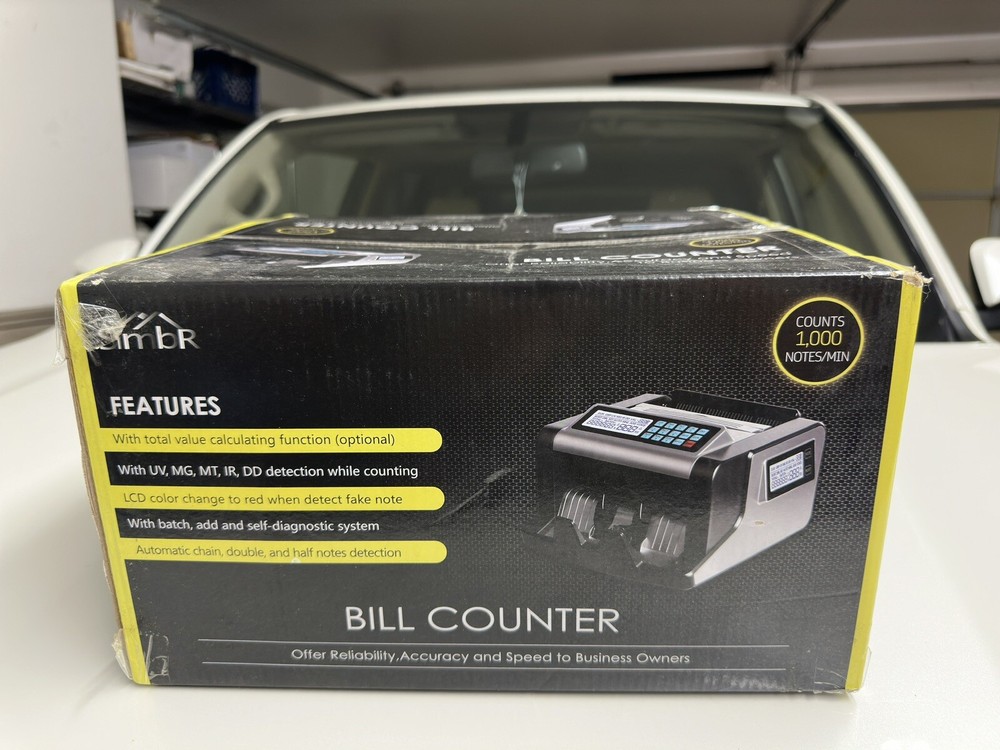 BILL COUNTER
BILL COUNTER
COUNTS
1,000
NOTES/MIN
FEATURES
With total value calculating function (optional)
With UV, MG, MT, IR, DD detection while counting
LCD color change to red when detect fake note
With batch, add and self-diagnostic system
Automatic chain, double, and half notes detection
BILL COUNTER
Offer Reliability,Accuracy and Speed to Business Owners